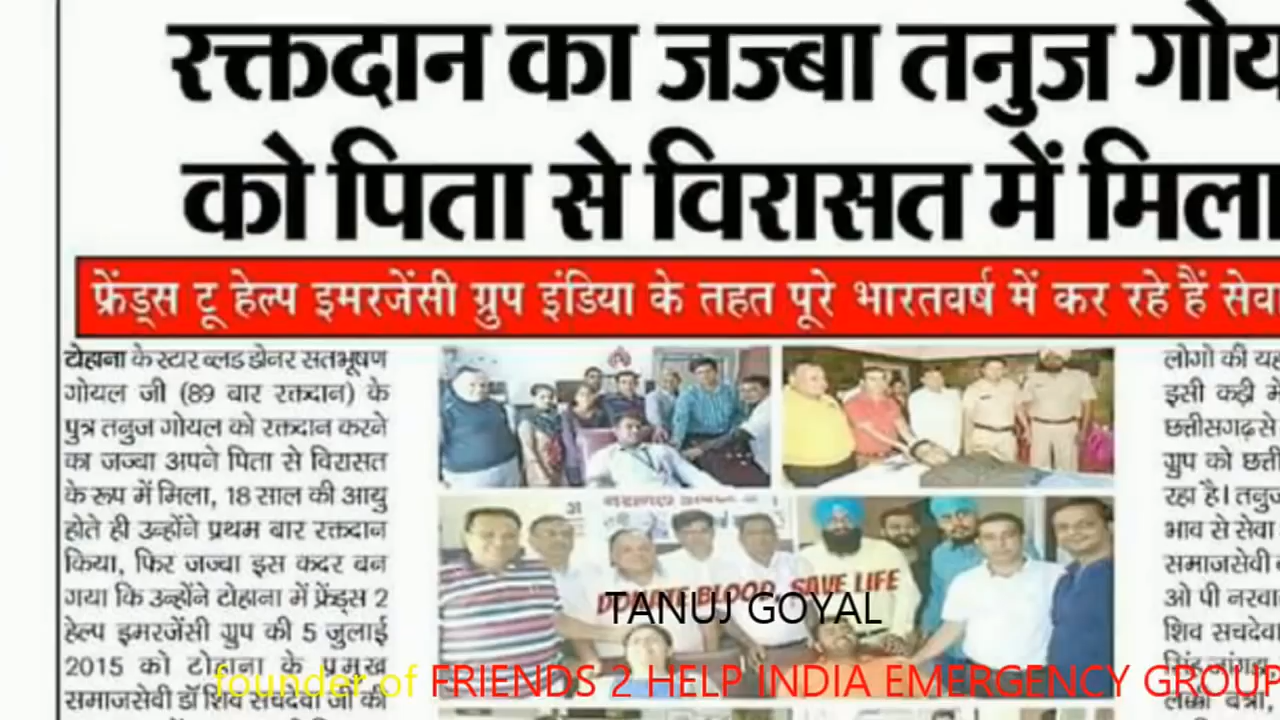 रक्तदान का जज्बा तनुज गोय
को पिता से विरासत में मिला
फ्रेंड्स टू हेल्प इमरजेंसी ग्रुप इंडिया के तहत पूरे भारतवर्ष में कर रहे हैं सेवा
टोहाना के स्टार ब्लड डोनर सतभूषण
गोयल जी (89 बार रक्तदान) के
पुत्र तनुज गोयल को रक्तदान करने
का जज्बा अपने पिता से विरासत
के रूप में मिला, 18 साल की आयु
होते ही उन्होंने प्रथम बार रक्तदान
किया, फिर जज्बा इस कदर बन
गया कि उन्होंने टोहाना में फ्रेंड्स 2
हेल्प इमरजेंसी ग्रुप की 5 जुलाई
2015 को टोहाना के प्रमुख
समाजसेवी डॉ शिव सचदेवा जी की
DONATE BLOOD, SAVE LIFE
लोगो की
इसी कड़ी में
छत्तीसगढ़ से
ग्रुप को छत्ती
रहा है। तनुज
भाव से सेवा
समाजसेवी
ओ पी नरवा
शिव सचदेवा
TANUJ GOYAL
founder of FRIENDS 2 HELP INDIA EMERGENCY GROUP